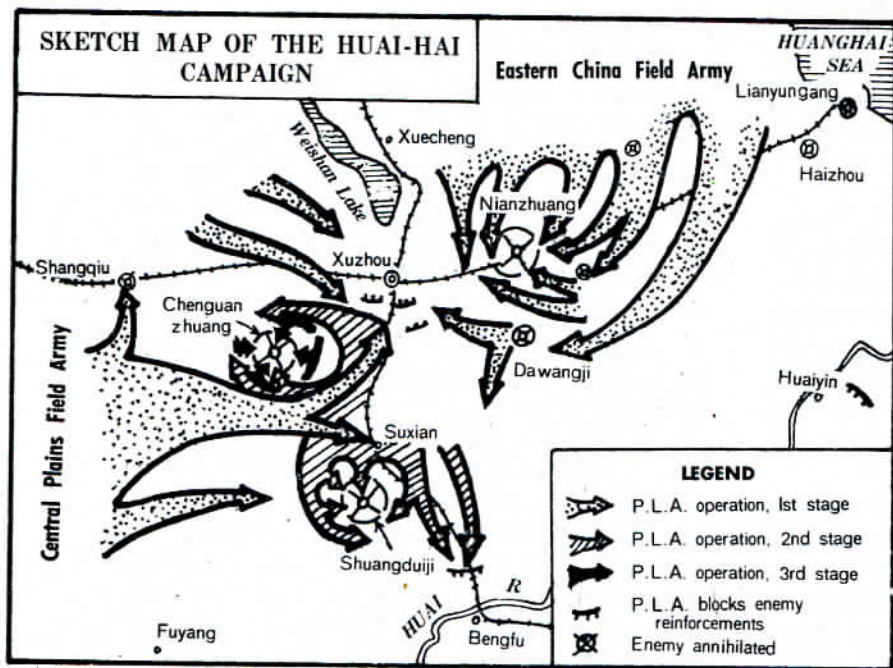 SKETCH MAP OF THE HUAI-HAI
CAMPAIGN
Eastern China Field Army
HUANGHAI
SEA
Lianyungang
Haizhou
Weishan Lake
Xuecheng
Nianzhuang
Xuzhou
Shangqiu
Chenguan
zhuang
Dawangji
Huaiyin
Central Plains Field Army
Suxian
Shuangduiji
HUAI R
Bengfu
Fuyang
LEGEND
P.L.A. operation, 1st stage
P.L.A. operation, 2nd stage
P.L.A. operation, 3rd stage
P.L.A. blocks enemy
reinforcements
Enemy annihilated